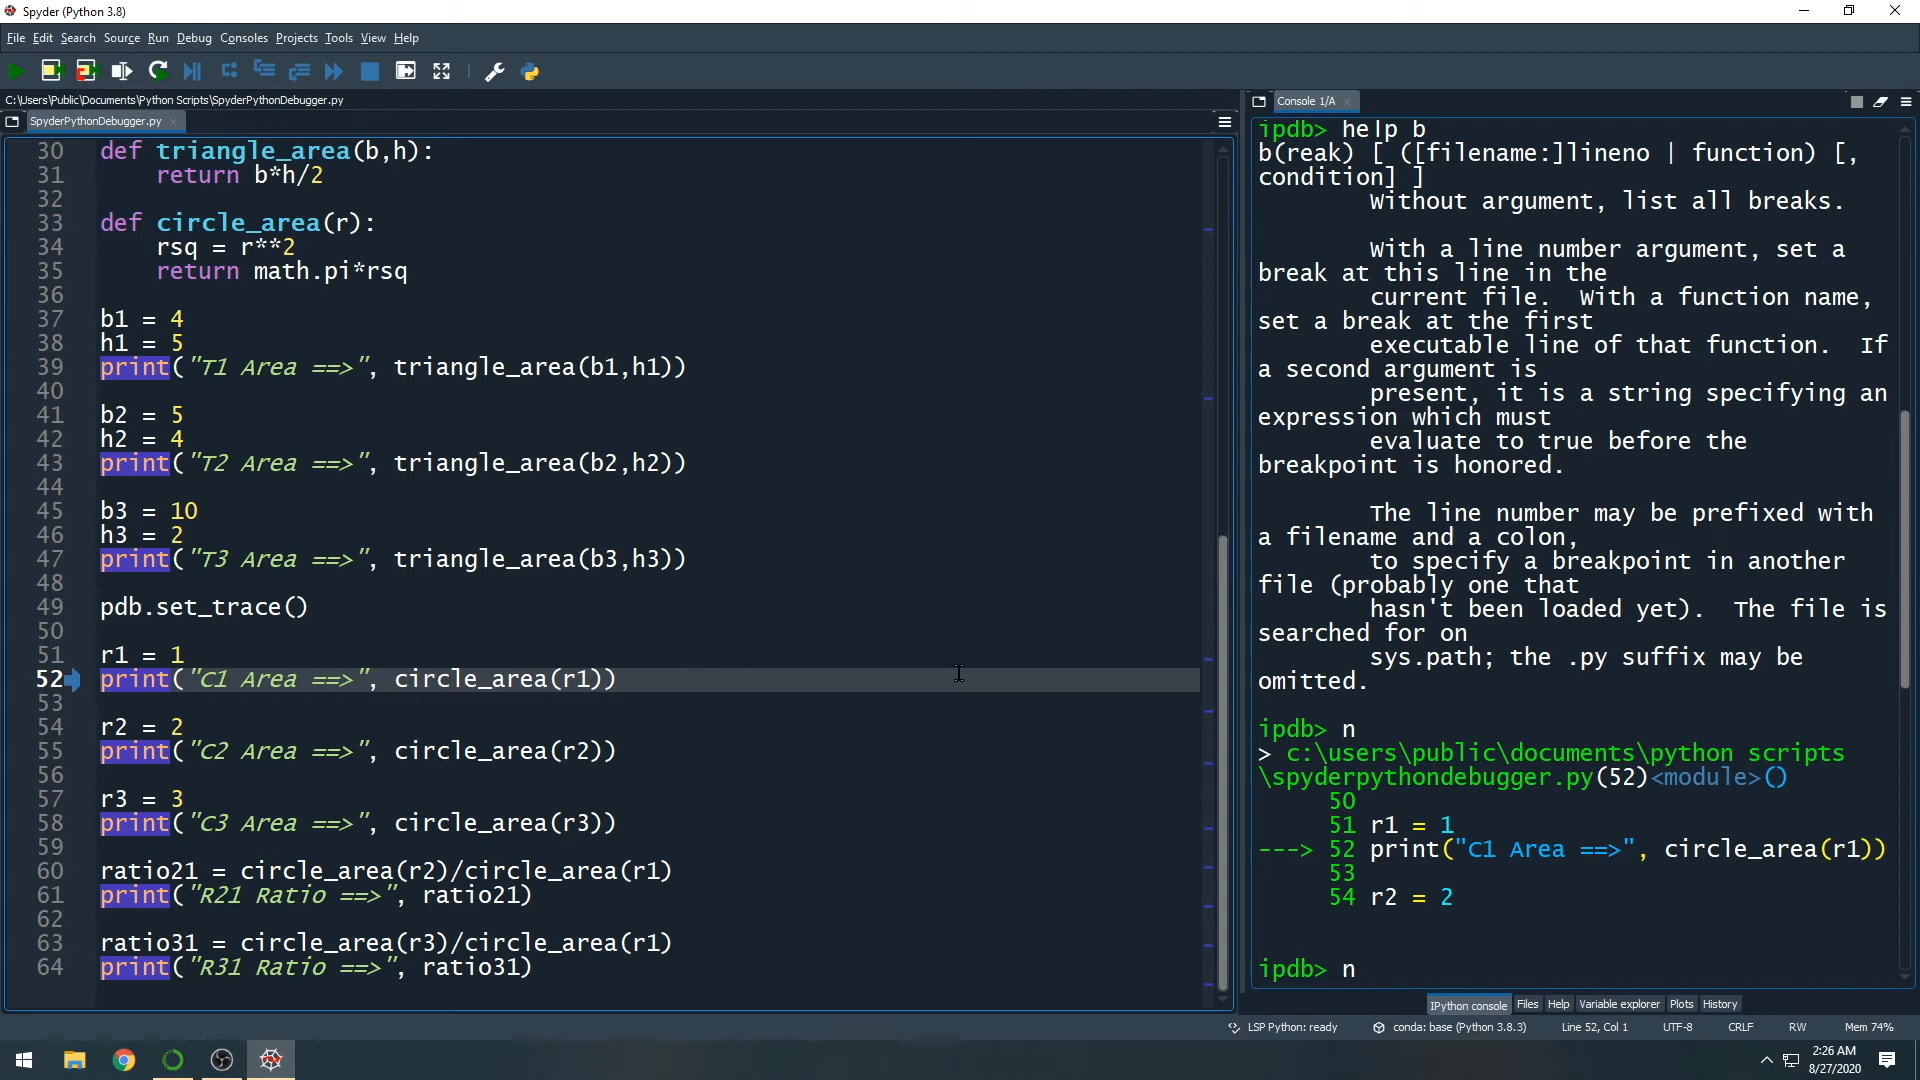 Spyder (Python 3.8)
File Edit Search Source Run Debug Consoles Projects Tools View Help
C:\Users\Public\Documents\Python Scripts\SpyderPythonDebugger.py
SpyderPythonDebugger.py
30 def triangle_area(b,h):
31 return b*h/2
32
33 def circle_area(r):
34 rsq = r**2
35 return math.pi*rsq
36
37 b1 = 4
38 h1 = 5
39 print("T1 Area ==>", triangle_area(b1,h1))
40
41 b2 = 5
42 h2 = 4
43 print("T2 Area ==>", triangle_area(b2,h2))
44
45 b3 = 10
46 h3 = 2
47 print("T3 Area ==>", triangle_area(b3,h3))
48
49 pdb.set_trace()
50
51 r1 = 1
52 print("C1 Area ==>", circle_area(r1))
53
54 r2 = 2
55 print("C2 Area ==>", circle_area(r2))
56
57 r3 = 3
58 print("C3 Area ==>", circle_area(r3))
59
60 ratio21 = circle_area(r2)/circle_area(r1)
61 print("R21 Ratio ==>", ratio21)
62
63 ratio31 = circle_area(r3)/circle_area(r1)
64 print("R31 Ratio ==>", ratio31)
Console 1/A
ipdb> help b
b(reak) [ ([filename:]lineno | function) [,
condition] ]
Without argument, list all breaks.
With a line number argument, set a
break at this line in the
current file. With a function name,
set a break at the first
executable line of that function. If
a second argument is
present, it is a string specifying an
expression which must
evaluate to true before the
breakpoint is honored.
The line number may be prefixed with
a filename and a colon,
to specify a breakpoint in another
file (probably one that
hasn't been loaded yet). The file is
searched for on
sys.path; the .py suffix may be
omitted.
ipdb> n
> c:\users\public\documents\python scripts
\spyderpythondebugger.py(52)<module>()
50
51 r1 = 1
---> 52 print("C1 Area ==>", circle_area(r1))
53
54 r2 = 2
ipdb> n
IPython console Files Help Variable explorer Plots History
LSP Python: ready conda: base (Python 3.8.3) Line 52, Col 1 UTF-8 CRLF RW Mem 74%
2:26 AM
8/27/2020